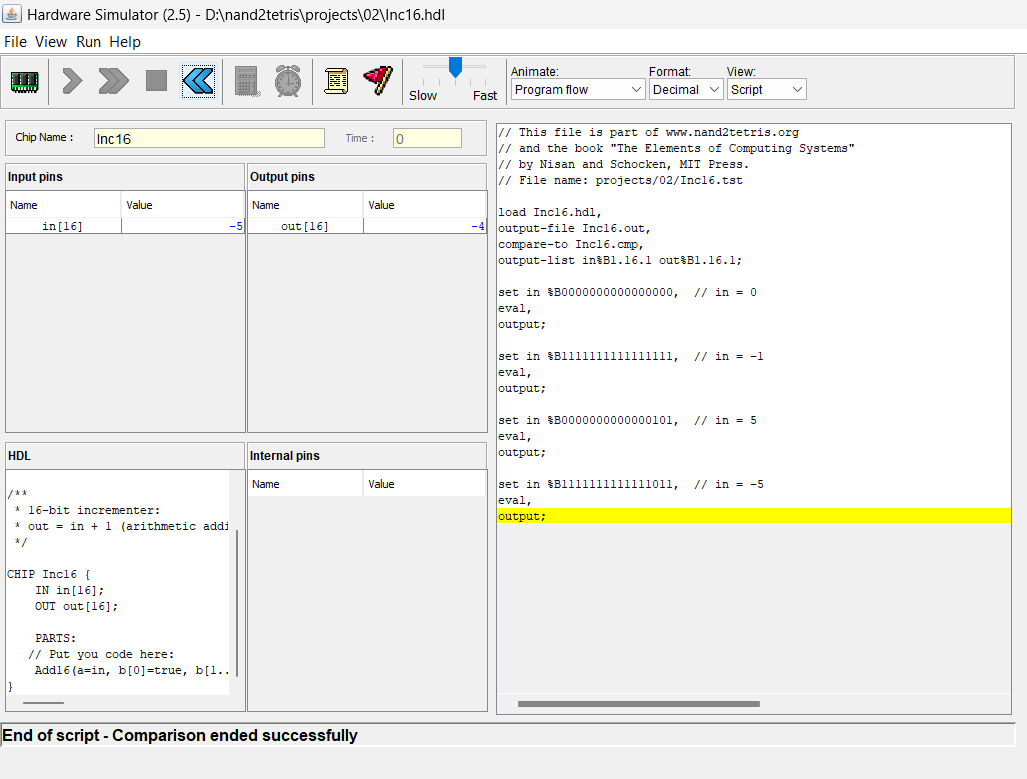 Hardware Simulator (2.5) - D:\nand2tetris\projects\02\Inc16.hdl
File View Run Help
Slow Fast
Animate: Format: View:
Program flow Decimal Script
Chip Name : Inc16 Time : 0
Input pins
Name Value
in[16] -5
Output pins
Name Value
out[16] -4
HDL
/**
* 16-bit incrementer:
* out = in + 1 (arithmetic addi
*/
CHIP Inc16 {
IN in[16];
OUT out[16];
PARTS:
// Put you code here:
Add16(a=in, b[0]=true, b[1..
}
Internal pins
Name Value
// This file is part of www.nand2tetris.org
// and the book "The Elements of Computing Systems"
// by Nisan and Schocken, MIT Press.
// File name: projects/02/Inc16.tst
load Inc16.hdl,
output-file Inc16.out,
compare-to Inc16.cmp,
output-list in%B1.16.1 out%B1.16.1;
set in %B0000000000000000,  // in = 0
eval,
output;
set in %B1111111111111111,  // in = -1
eval,
output;
set in %B0000000000000101,  // in = 5
eval,
output;
set in %B1111111111111011,  // in = -5
eval,
output;
End of script - Comparison ended successfully